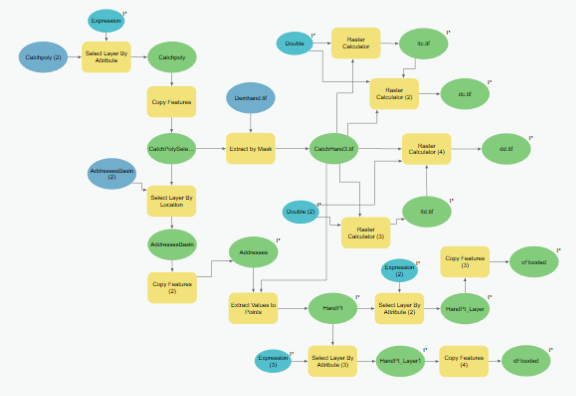 Expression
P
Catchpoly (2)
Select Layer By
Attribute
P
Catchpoly
Copy Features
CatchPolySele...
Demhand.tif
Extract by Mask
CatchHand3.tif
P
AddressesBasin
(2)
Select Layer By
Location
AddressesBasin
Copy Features
(2)
Addresses
P
Extract Values to
Points
HandPt
P
Double
P
Raster
Calculator
P
Raster
Calculator (2)
dc.tif
P
Raster
Calculator (4)
dd.tif
P
Double (2)
P
Raster
Calculator (3)
P
Expression
(2)
P
Select Layer By
Attribute (2)
HandPt_Layer
P
Copy Features
(3)
cFlooded
P
Expression
(3)
P
Select Layer By
Attribute (3)
HandPt_Layer1
P
Copy Features
(4)
dFlooded
P